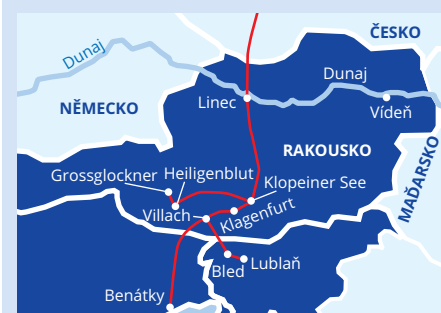 ČESKO
Dunaj
Dunaj
NĚMECKO
Linec
Vídeň
RAKOUSKO
MAĎARSKO
Grossglockner
Heiligenblut
Klopeiner See
Villach
Klagenfurt
Bled
Lublaň
Benátky